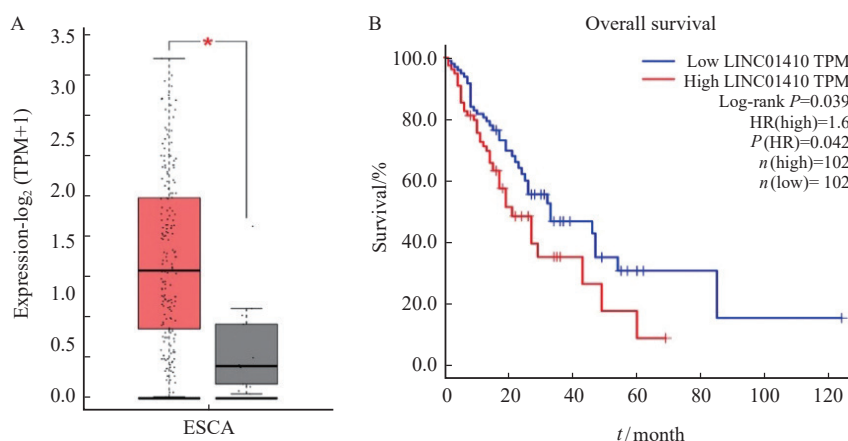 A
Expression-log₂ (TPM+1)
3.5
3.0
2.5
2.0
1.5
1.0
0.5
0.0
*
ESCA
B
Overall survival
Low LINC01410 TPM
High LINC01410 TPM
Log-rank P=0.039
HR(high)=1.6
P(HR)=0.042
n(high)=102
n(low)= 102
Survival/%
100.0
80.0
60.0
40.0
20.0
0.0
0 20 40 60 80 100 120
t/month